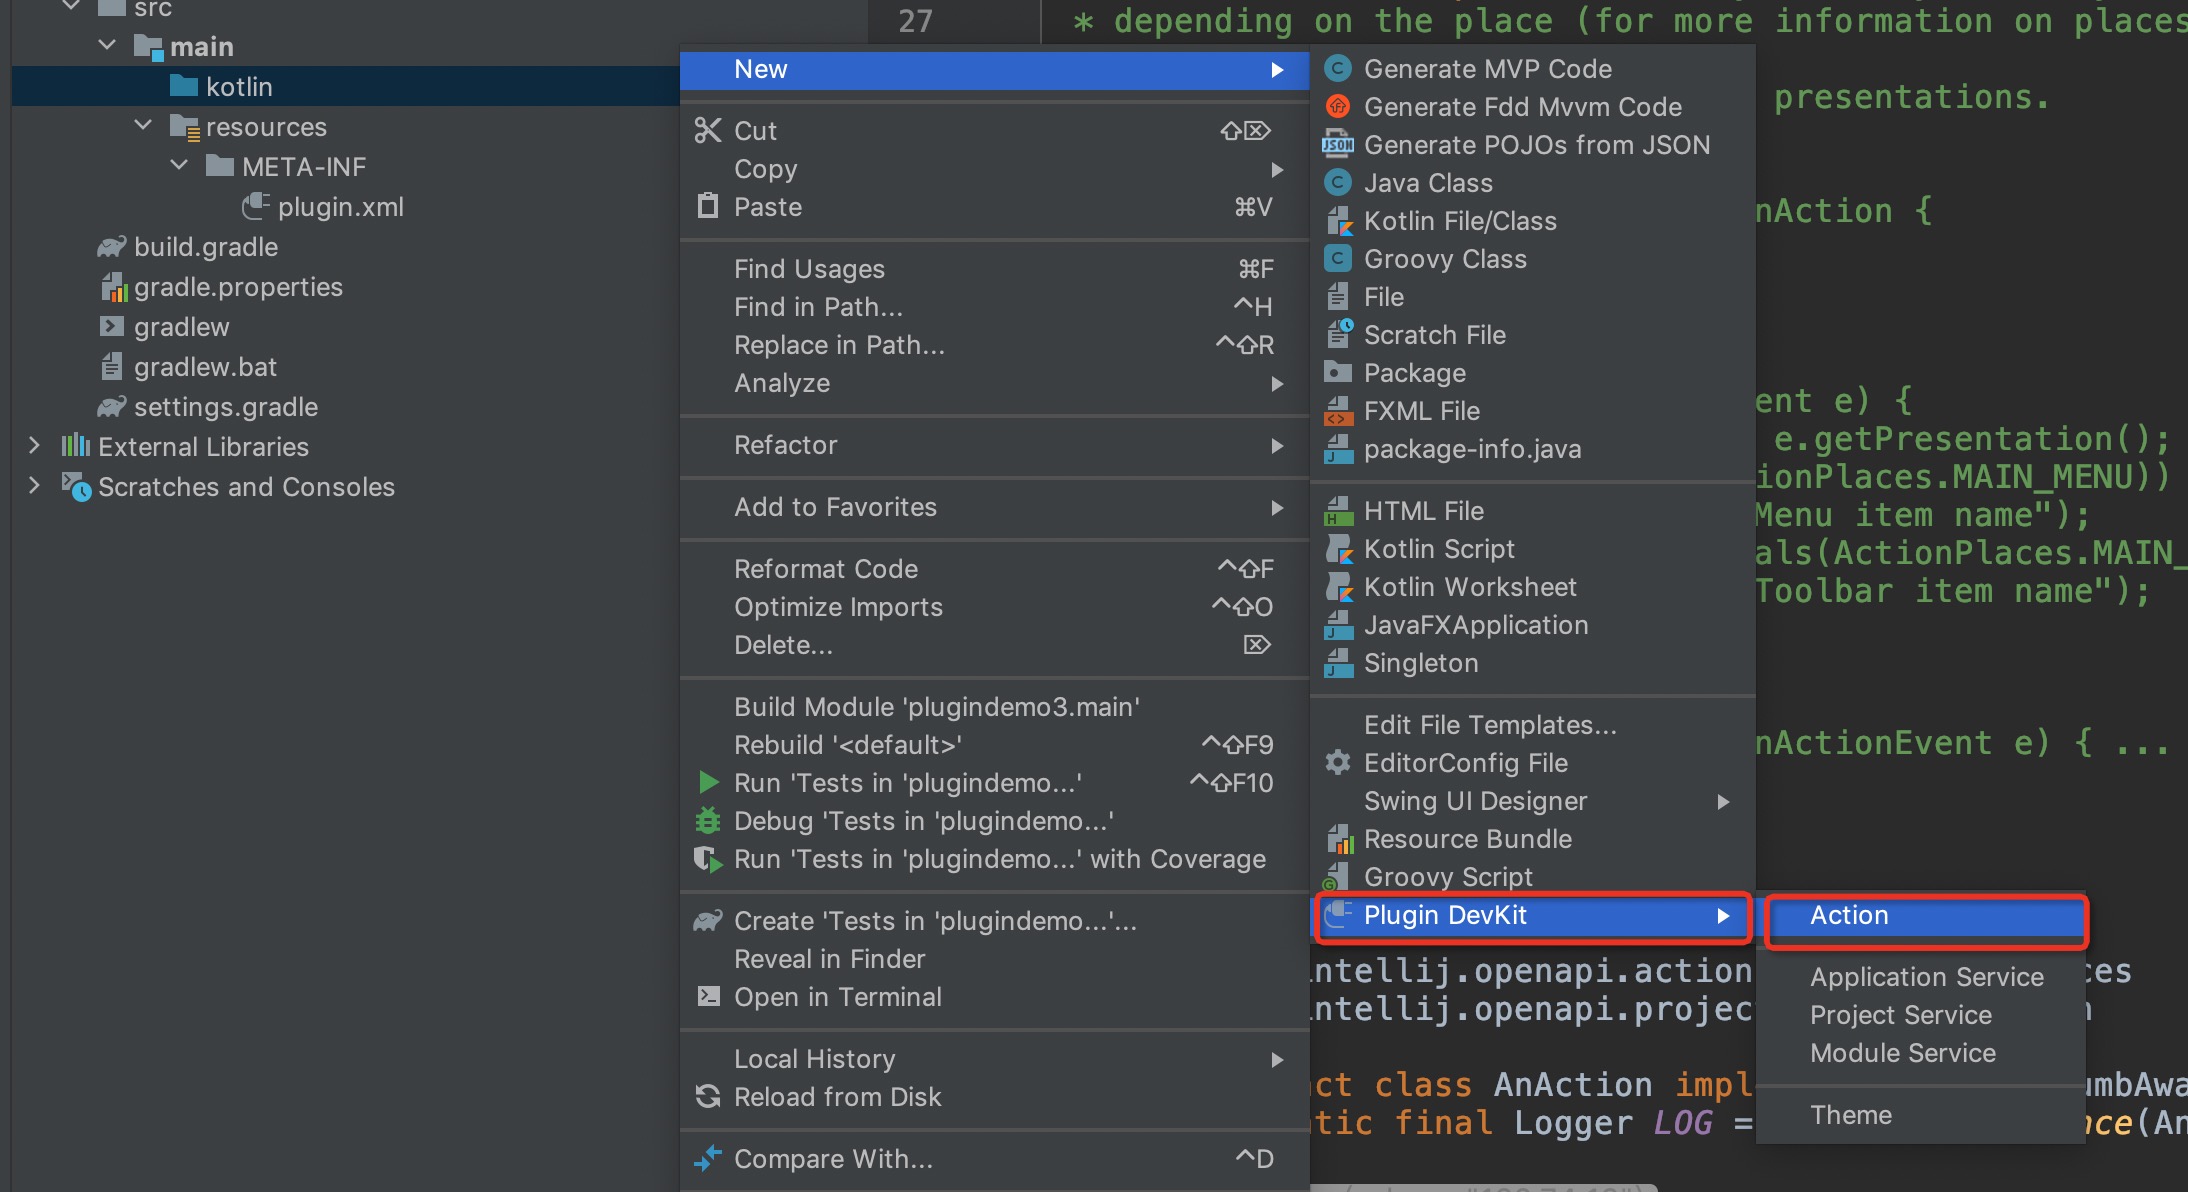 src
main
kotlin
resources
META-INF
plugin.xml
build.gradle
gradle.properties
gradlew
gradlew.bat
settings.gradle
External Libraries
Scratches and Consoles
New
Cut ⇧⌦
Copy
Paste ⌘V
Find Usages ⌘F
Find in Path... ^H
Replace in Path... ^⇧R
Analyze
Refactor
Add to Favorites
Reformat Code ^⇧F
Optimize Imports ^⇧O
Delete... ⌦
Build Module 'plugindemo3.main'
Rebuild '<default>' ^⇧F9
Run 'Tests in 'plugindemo...' ^⇧F10
Debug 'Tests in 'plugindemo...'
Run 'Tests in 'plugindemo...' with Coverage
Create 'Tests in 'plugindemo...'...
Reveal in Finder
Open in Terminal
Local History
Reload from Disk
Compare With... ^D
Generate MVP Code
Generate Fdd Mvvm Code
Generate POJOs from JSON
Java Class
Kotlin File/Class
Groovy Class
File
Scratch File
Package
FXML File
package-info.java
HTML File
Kotlin Script
Kotlin Worksheet
JavaFXApplication
Singleton
Edit File Templates...
EditorConfig File
Swing UI Designer
Resource Bundle
Groovy Script
Plugin DevKit
Action
Application Service
Project Service
Module Service
Theme
27
* depending on the place (for more information on places
presentations.
nAction {
ent e) {
e.getPresentation();
ionPlaces.MAIN_MENU))
Menu item name");
als(ActionPlaces.MAIN_
Toolbar item name");
nActionEvent e) { ...
intellij.openapi.action ces
intellij.openapi.projec
ct class AnAction impl umbAwa
tic final Logger LOG = nce(An